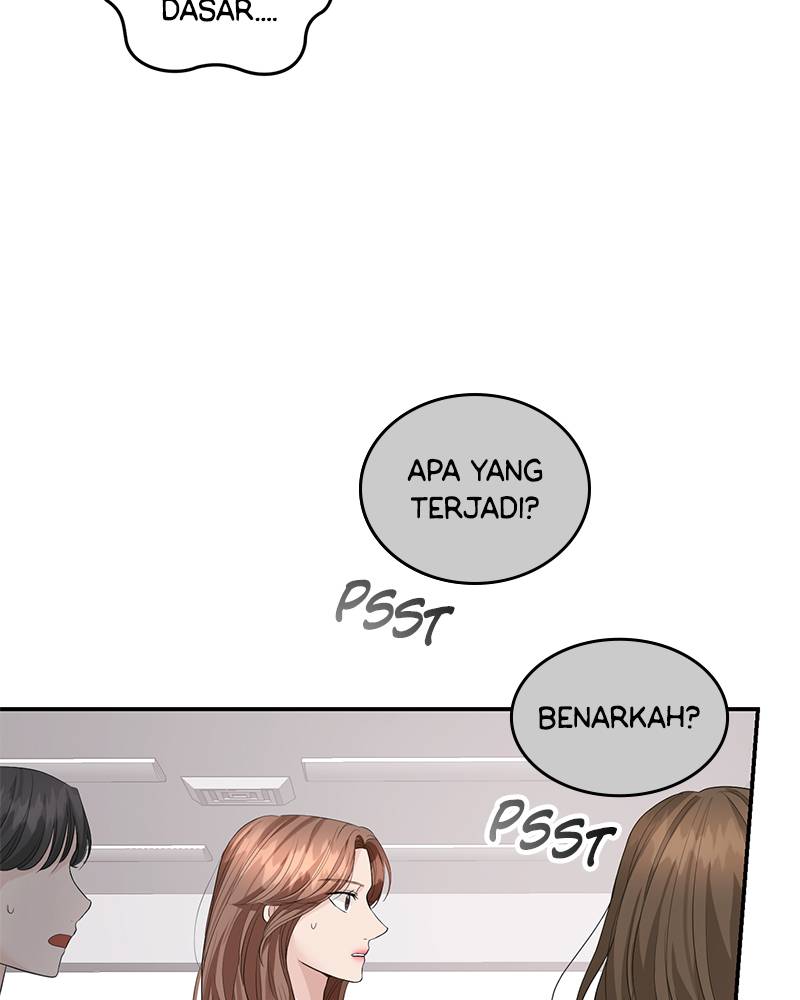 DASAR....
APA YANG
TERJADI?
PSST
BENARKAH?
PSST